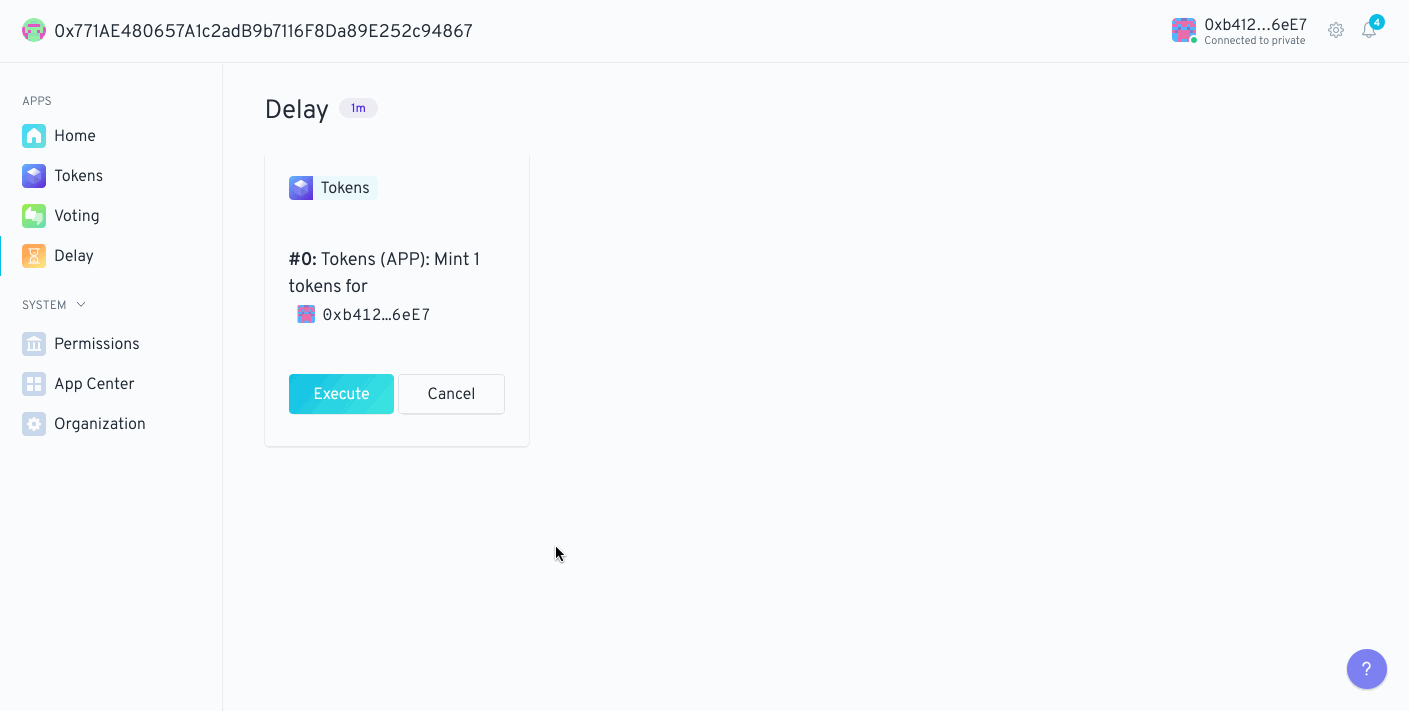 0x771AE480657A1c2adB9b7116F8Da89E252c94867
0xb412...6eE7
Connected to private
4
APPS
Home
Tokens
Voting
Delay
SYSTEM
Permissions
App Center
Organization
Delay
1m
Tokens
#0: Tokens (APP): Mint 1
tokens for
0xb412…6eE7
Execute
Cancel
?